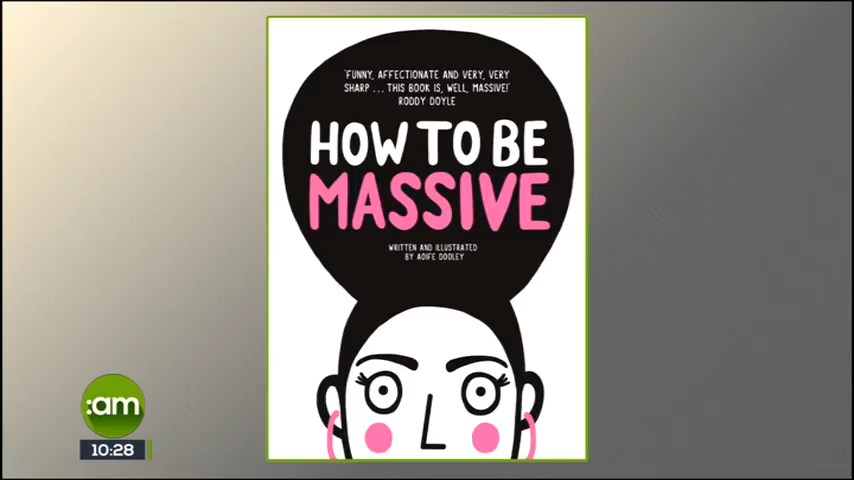 'FUNNY, AFFECTIONATE AND VERY, VERY
SHARP ... THIS BOOK IS, WELL, MASSIVE!'
RODDY DOYLE
HOW TO BE
MASSIVE
WRITTEN AND ILLUSTRATED
BY AOIFE DOOLEY
:am
10:28